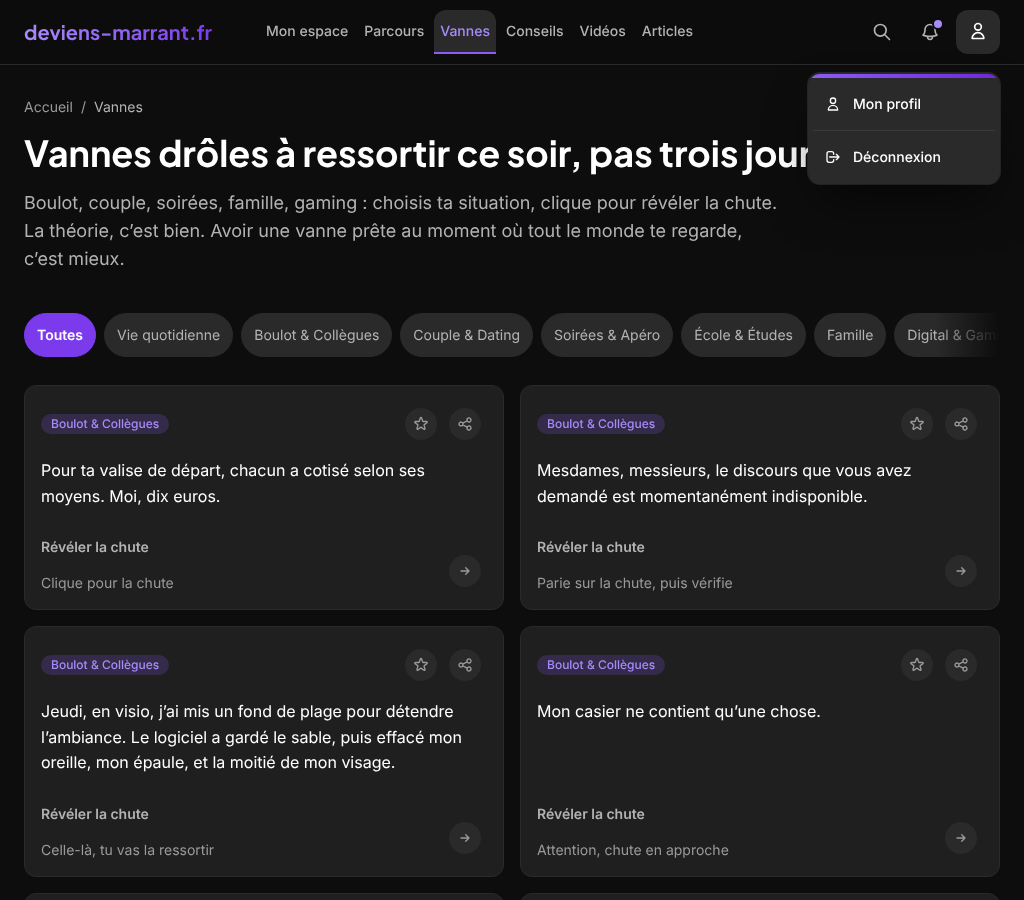 deviens-marrant.fr
Mon espace Parcours Vannes Conseils Vidéos Articles
Mon profil
Déconnexion
Accueil / Vannes
Vannes drôles à ressortir ce soir, pas trois
Boulot, couple, soirées, famille, gaming : choisis ta situation, clique pour révéler la chute.
La théorie, c’est bien. Avoir une vanne prête au moment où tout le monde te regarde,
c’est mieux.
Toutes Vie quotidienne Boulot & Collègues Couple & Dating Soirées & Apéro École & Études Famille Digital &
Boulot & Collègues
Pour ta valise de départ, chacun a cotisé selon ses
moyens. Moi, dix euros.
Révéler la chute
Clique pour la chute
Boulot & Collègues
Mesdames, messieurs, le discours que vous avez
demandé est momentanément indisponible.
Révéler la chute
Parie sur la chute, puis vérifie
Boulot & Collègues
Jeudi, en visio, j’ai mis un fond de plage pour détendre
l’ambiance. Le logiciel a gardé le sable, puis effacé mon
oreille, mon épaule, et la moitié de mon visage.
Révéler la chute
Celle-là, tu vas la ressortir
Boulot & Collègues
Mon casier ne contient qu’une chose.
Révéler la chute
Attention, chute en approche